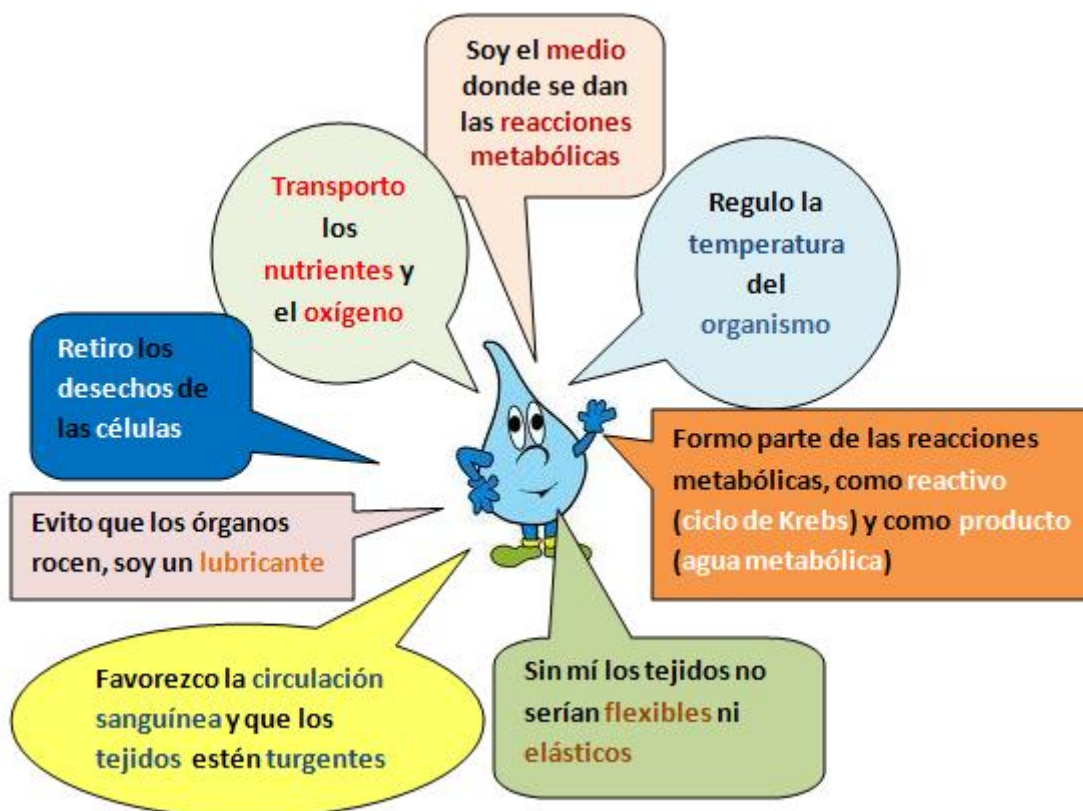 Soy el medio
donde se dan
las reacciones
metabólicas
Transporto
los
nutrientes y
el oxígeno
Regulo la
temperatura
del
organismo
Retiro los
desechos de
las células
Formo parte de las reacciones
metabólicas, como reactivo
(ciclo de Krebs) y como producto
(agua metabólica)
Evito que los órganos
rocen, soy un lubricante
Favorezco la circulación
sanguínea y que los
tejidos estén turgentes
Sin mí los tejidos no
serían flexibles ni
elásticos